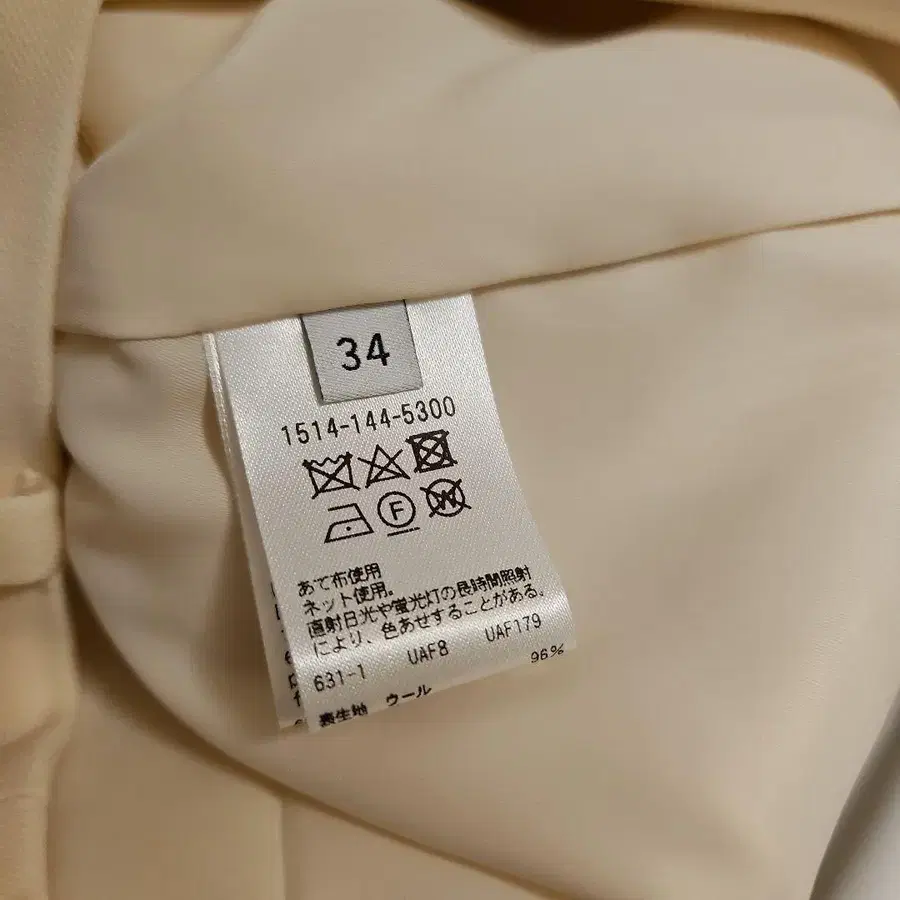 34
1514-144-5300
F W
あて布使用
ネット使用。
直射日光や蛍光灯の長時間照射
により、色あせすることがある。
631-1 UAF8 UAF179
表生地 ウール 96%